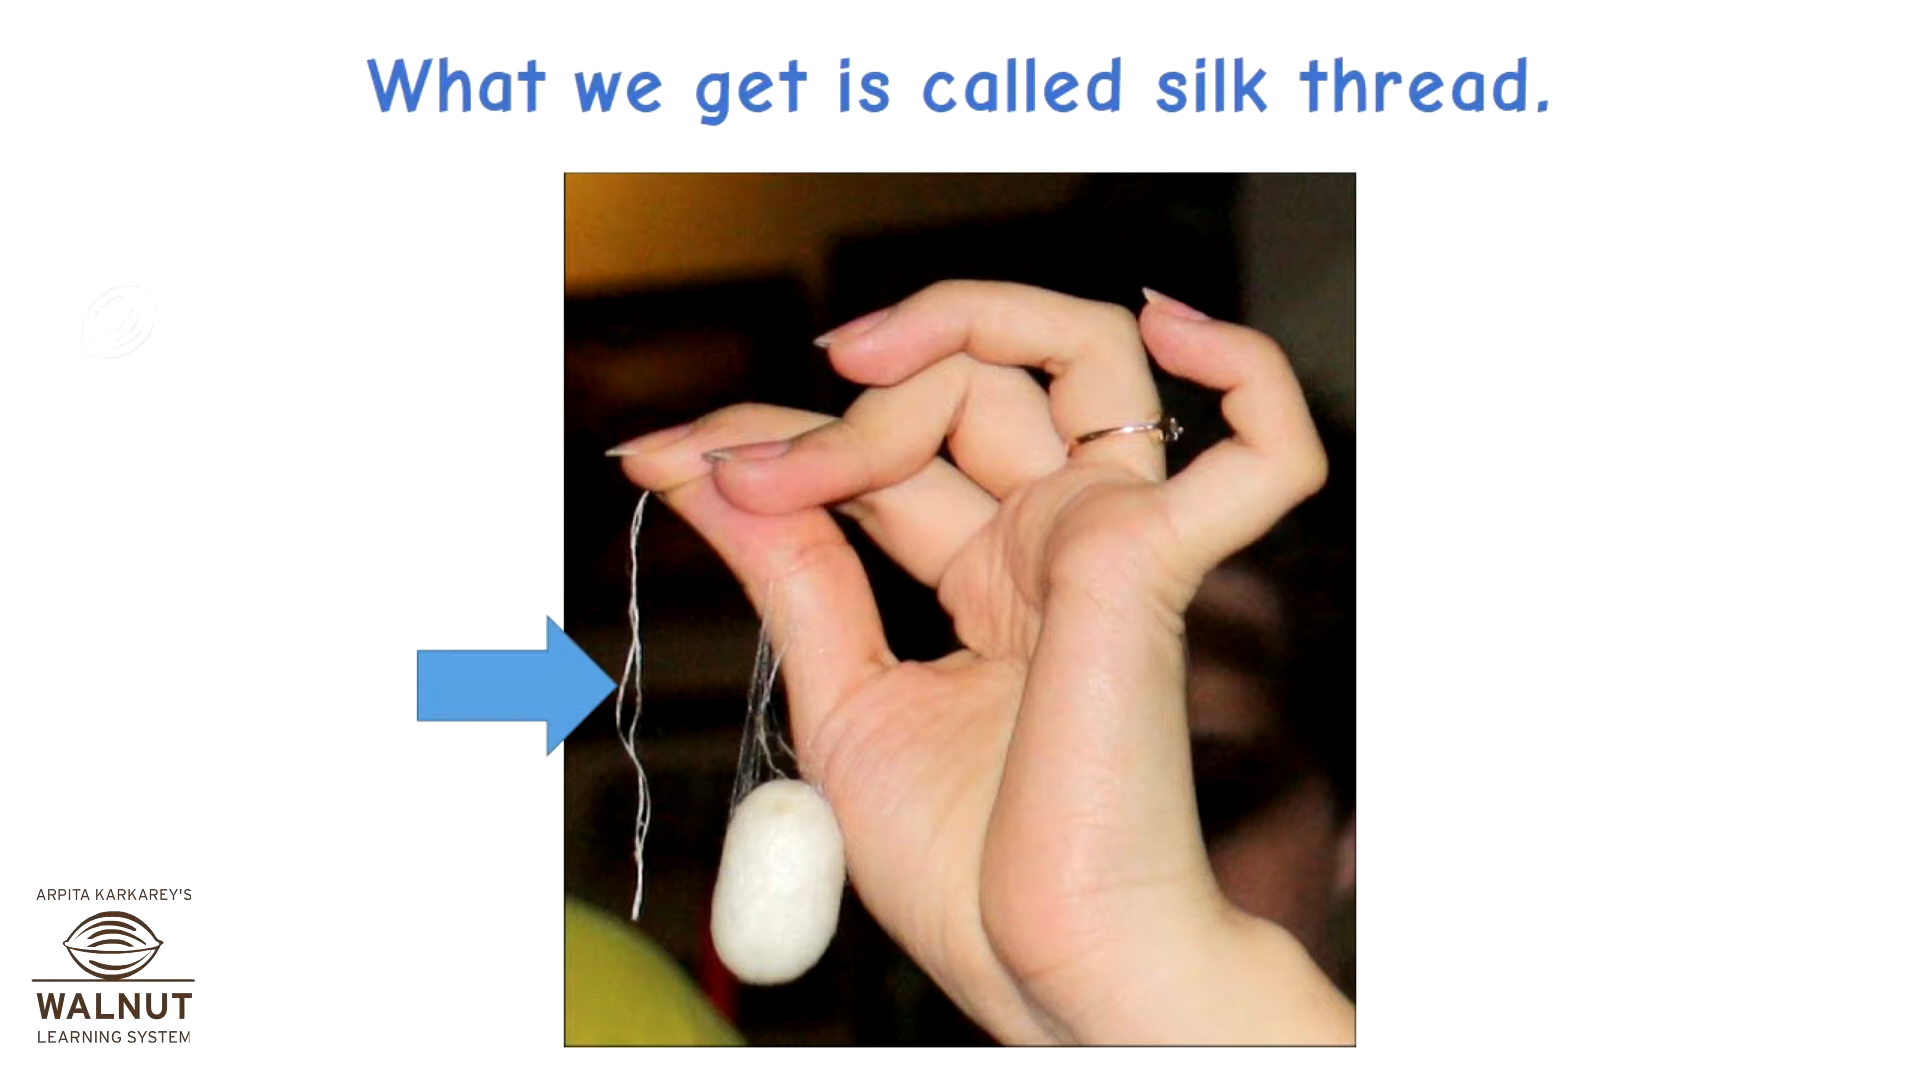 What we get is called silk thread.
ARPITA KARKAREY'S
WALNUT
LEARNING SYSTEM